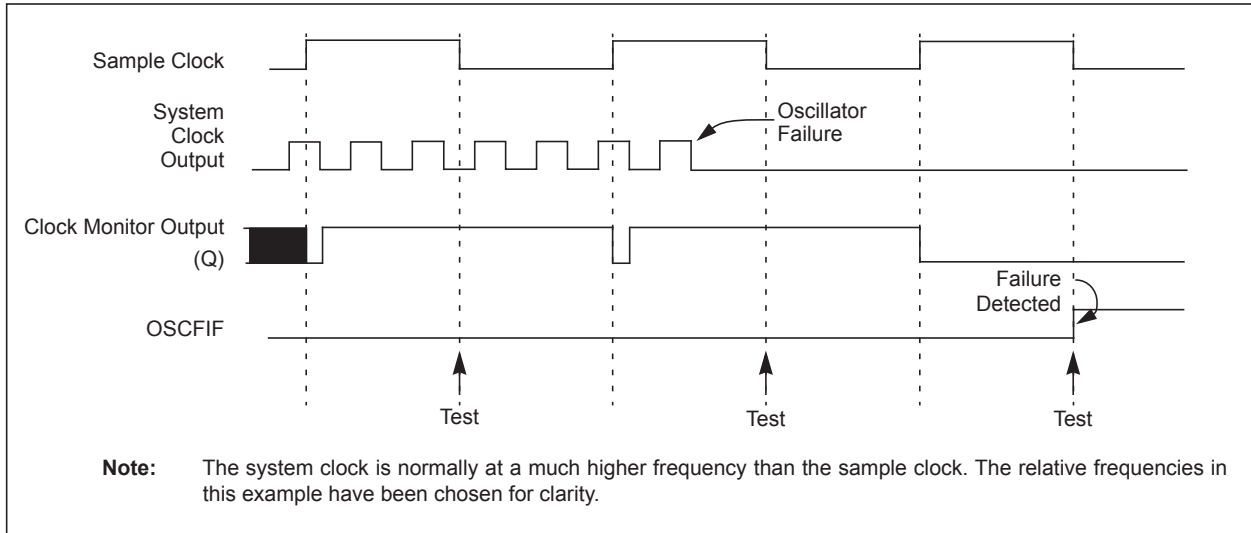 Sample Clock
System
Clock
Output
Oscillator
Failure
Clock Monitor Output
(Q)
Failure
Detected
OSCFIF
Test
Test
Test
Note: The system clock is normally at a much higher frequency than the sample clock. The relative frequencies in
this example have been chosen for clarity.